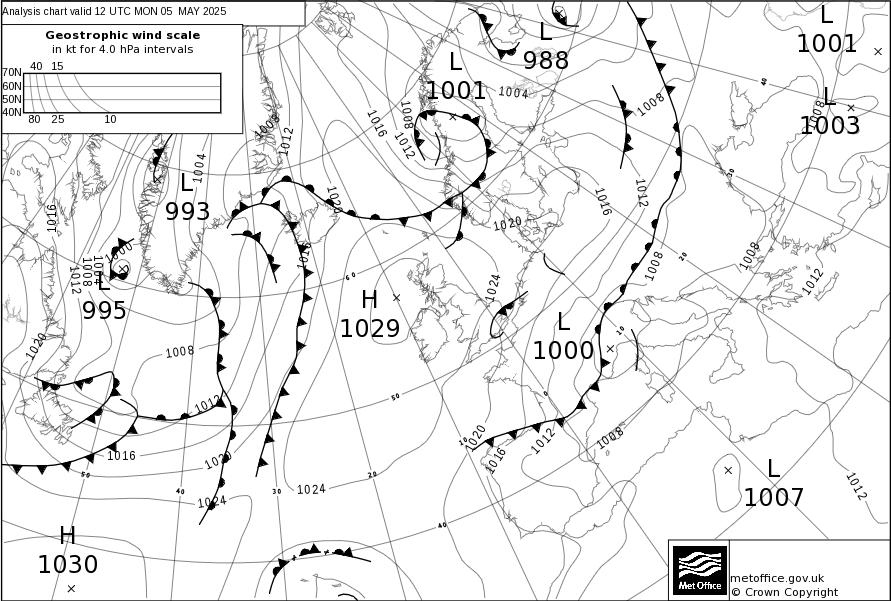 Analysis chart valid 12 UTC MON 05 MAY 2025
Geostrophic wind scale
in kt for 4.0 hPa intervals
40 15
70N
60N
50N
40N
80 25 10
L
988
L
1001
L
1001
L
1003
L
993
L
995
H
1029
L
1000
L
1007
H
1030
1004
1008
1016
1008
1012
1008
1012
1004
1016
1000
1004
1008
1012
1020
1016
1020
1016
1012
1008
1024
1008
1008
1012
1020
1008
1012
1016
1020
1024
1024
1020
1016
1012
1008
1012
60
50
40
30
20
10
0
10
20
30
40
50
40
metoffice.gov.uk
© Crown Copyright
Met Office